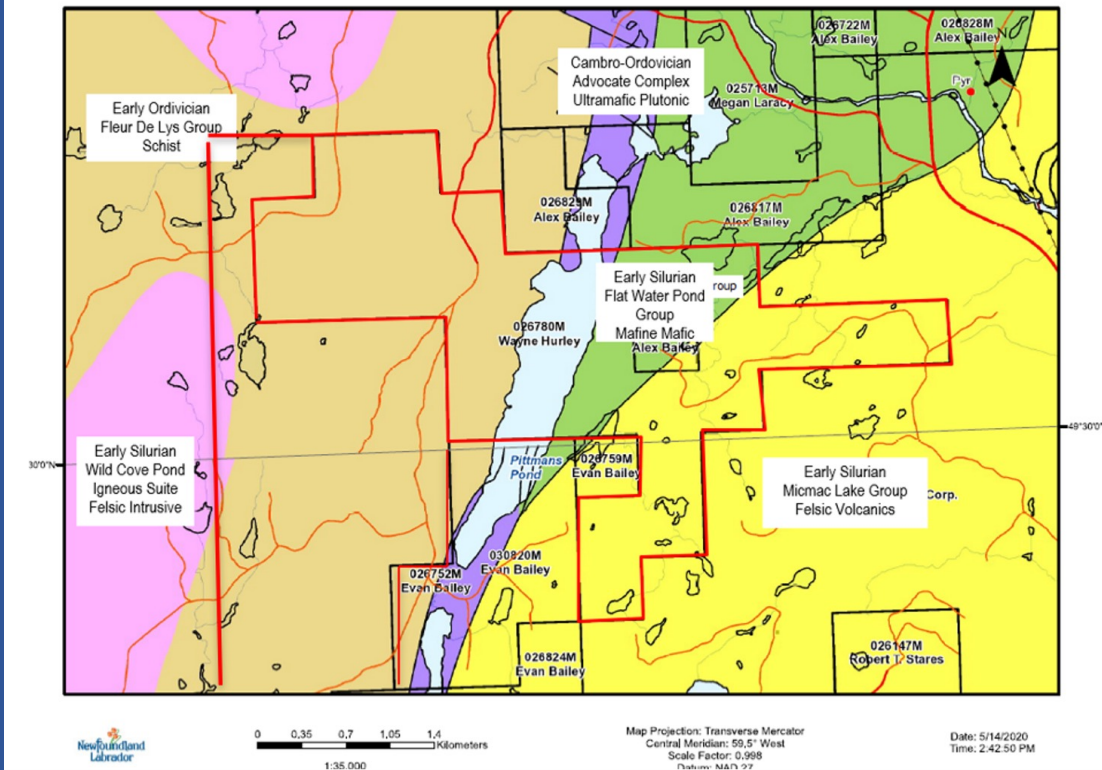 026722M
Alex Bailey
026828M
Alex Bailey
N
Cambro-Ordovician
Advocate Complex
Ultramafic Plutonic
025713M
Megan Laracy
Pyr
Early Ordivician
Fleur De Lys Group
Schist
026829M
Alex Bailey
026817M
Alex Bailey
Early Silurian
Flat Water Pond
Group
Mafine Mafic
roup
Alex Bailey
026780M
Wayne Hurley
49°30'0"
30'0"N
Early Silurian
Wild Cove Pond
Igneous Suite
Felsic Intrusive
Pittmans
Pond
026759M
Evan Bailey
Early Silurian
Micmac Lake Group
Felsic Volcanics
Corp.
030820M
Evan Bailey
026752M
Evan Bailey
026824M
Evan Bailey
026147M
Robert T. Stares
Newfoundland
Labrador
0 0,35 0,7 1,05 1,4
Kilometers
1:35.000
Map Projection: Transverse Mercator
Central Meridian: 59,5° West
Scale Factor: 0.998
Datum: NAD 27
Date: 5/14/2020
Time: 2:42:50 PM